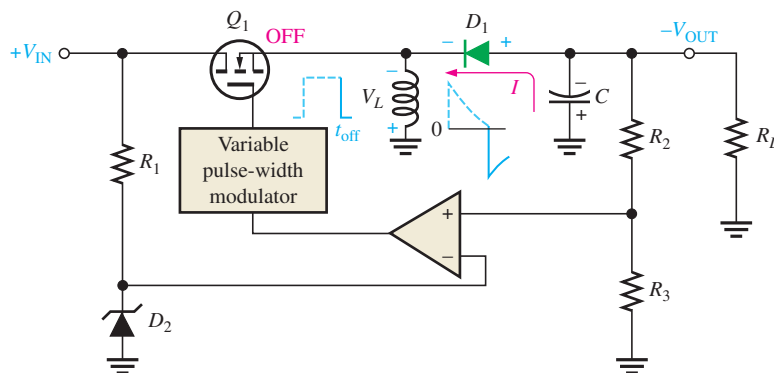 Q1
D1
+VIN
OFF
− +
−VOUT
−
VL
+
toff
0
I
−
C
+
R2
RL
R1
Variable
pulse-width
modulator
+
−
R3
D2